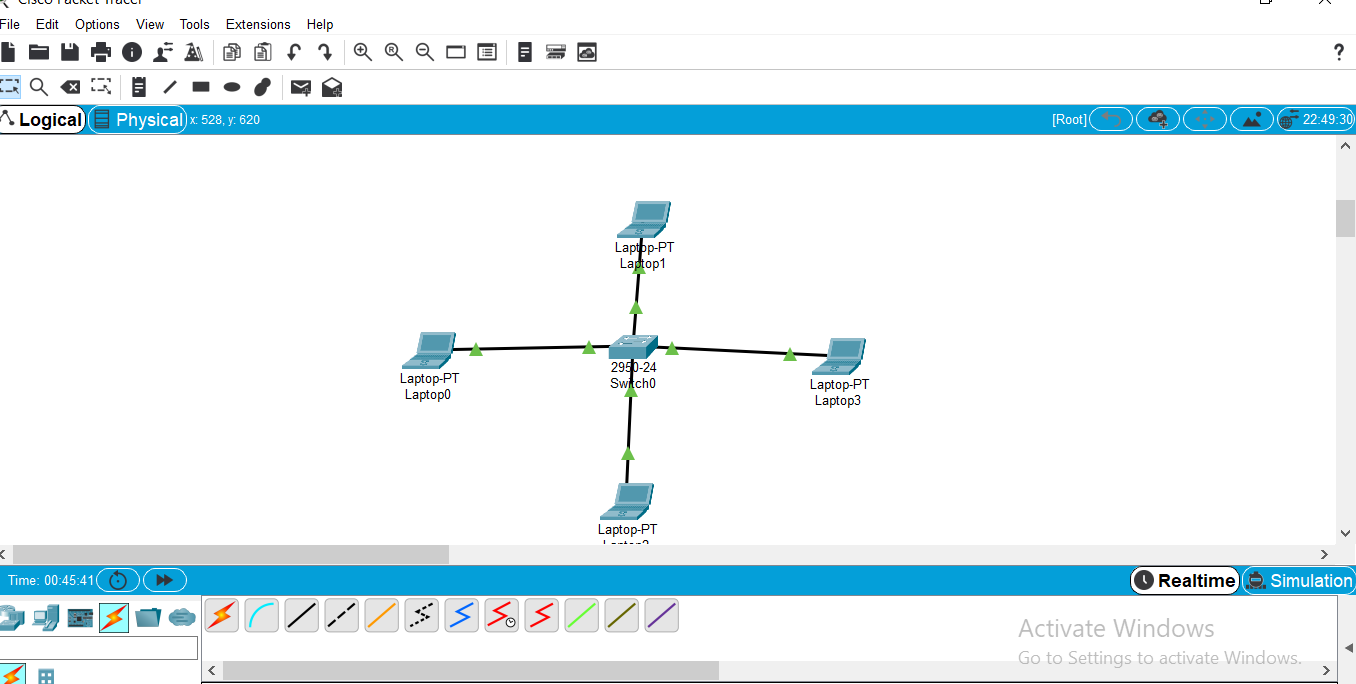 Cisco Packet Tracer
File Edit Options View Tools Extensions Help
Logical Physical x: 528, y: 620 [Root] 22:49:30
Laptop-PT
Laptop1
Laptop-PT
Laptop0
2950-24
Switch0
Laptop-PT
Laptop3
Laptop-PT
Laptop2
Time: 00:45:41 Realtime Simulation
Activate Windows
Go to Settings to activate Windows.